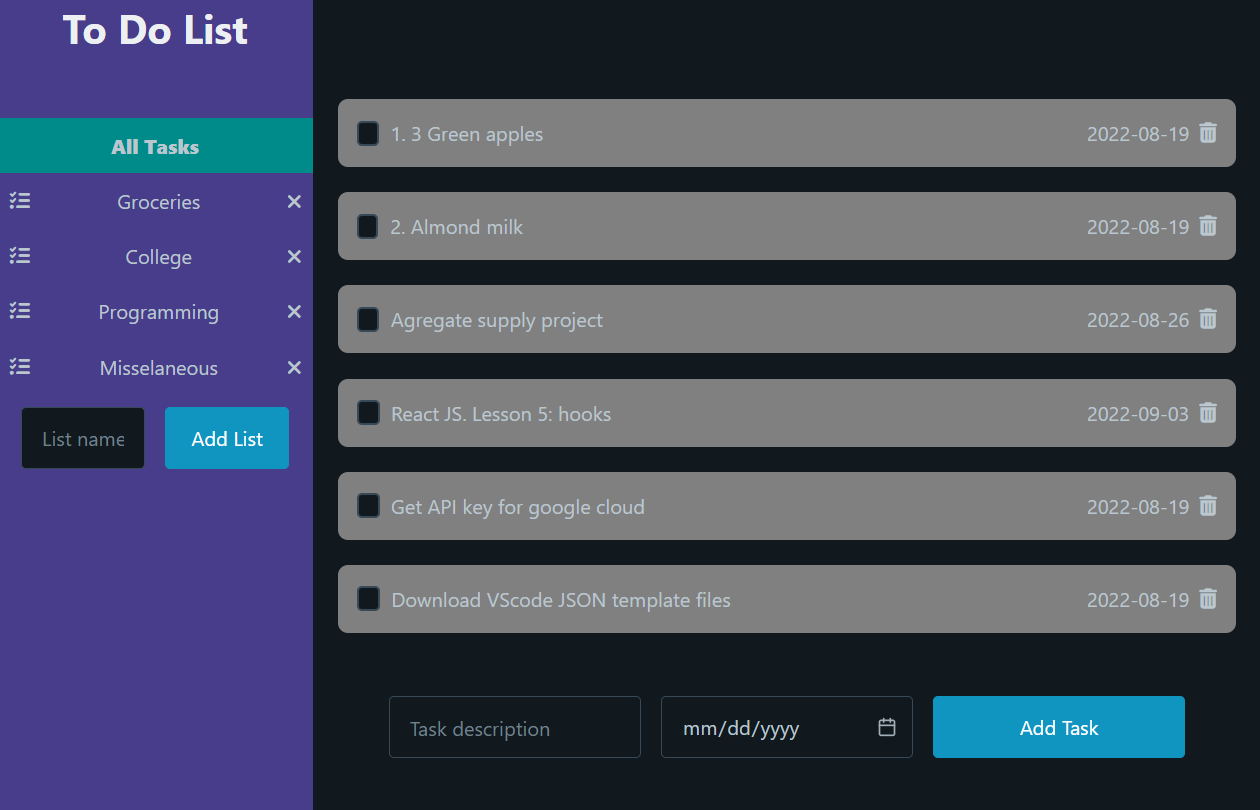 To Do List
All Tasks
Groceries
College
Programming
Misselaneous
List name
Add List
1. 3 Green apples 2022-08-19
2. Almond milk 2022-08-19
Agregate supply project 2022-08-26
React JS. Lesson 5: hooks 2022-09-03
Get API key for google cloud 2022-08-19
Download VScode JSON template files 2022-08-19
Task description mm/dd/yyyy Add Task